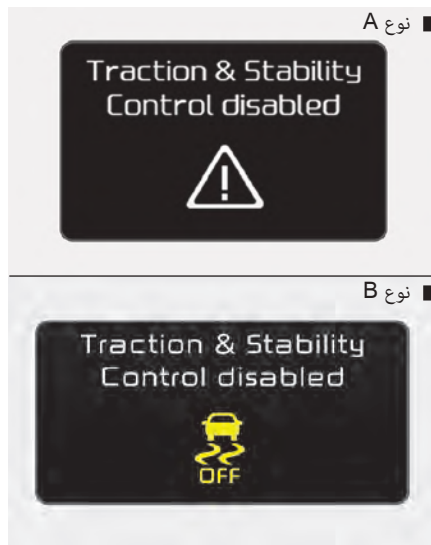 نوع A
Traction & Stability
Control disabled
نوع B
Traction & Stability
Control disabled
OFF